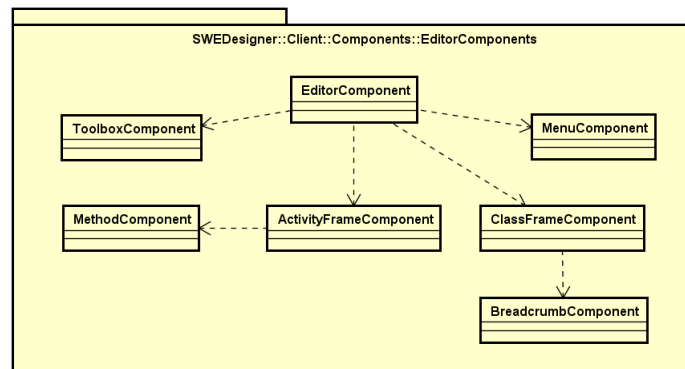 SWEDesigner::Client::Components::EditorComponents
EditorComponent
ToolboxComponent
MenuComponent
MethodComponent
ActivityFrameComponent
ClassFrameComponent
BreadcrumbComponent